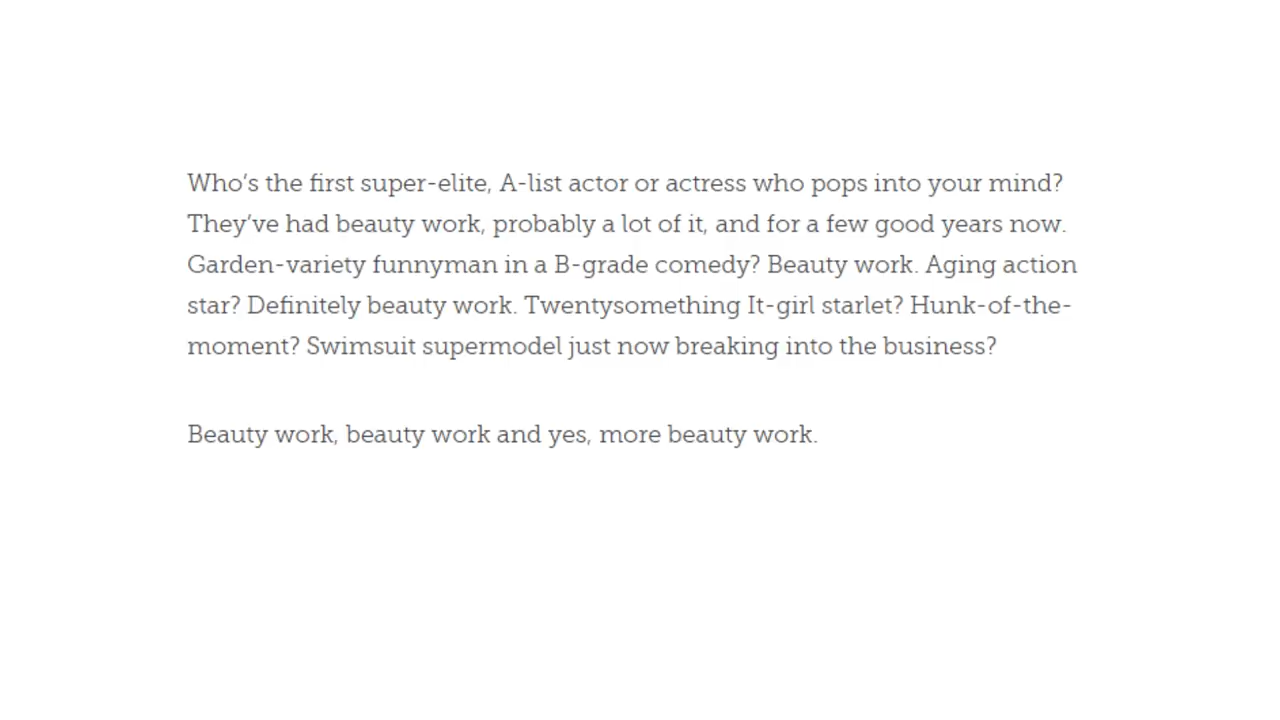 Who's the first super-elite, A-list actor or actress who pops into your mind?
They've had beauty work, probably a lot of it, and for a few good years now.
Garden-variety funnyman in a B-grade comedy? Beauty work. Aging action
star? Definitely beauty work. Twentysomething It-girl starlet? Hunk-of-the-
moment? Swimsuit supermodel just now breaking into the business?
Beauty work, beauty work and yes, more beauty work.